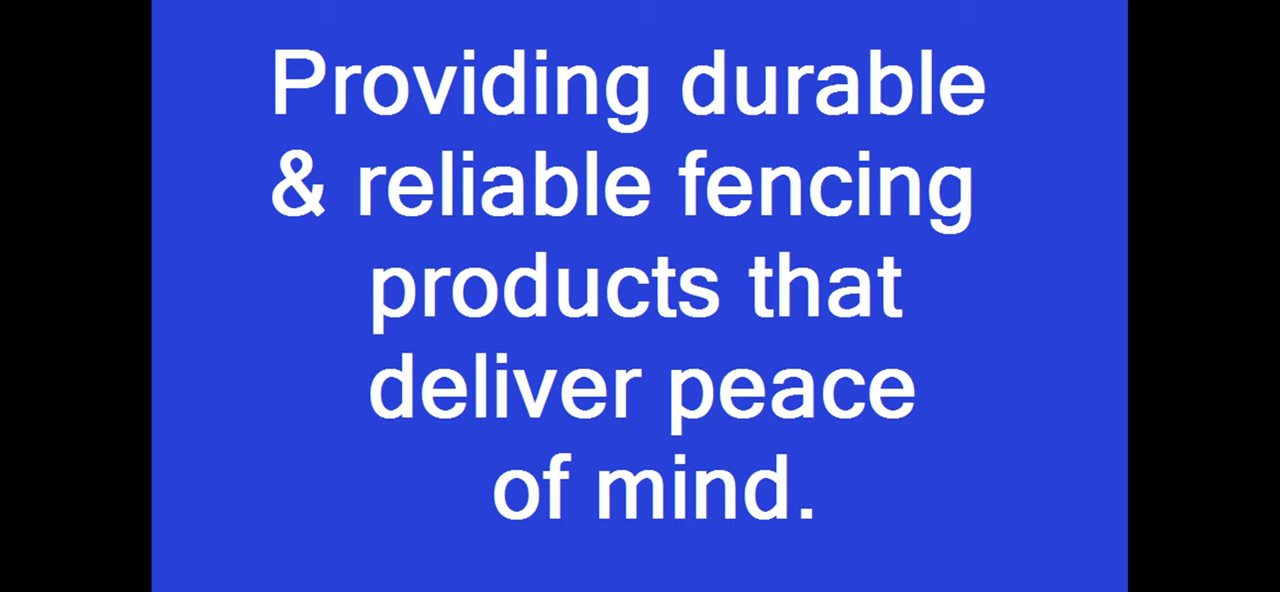 Providing durable
& reliable fencing
products that
deliver peace
of mind.